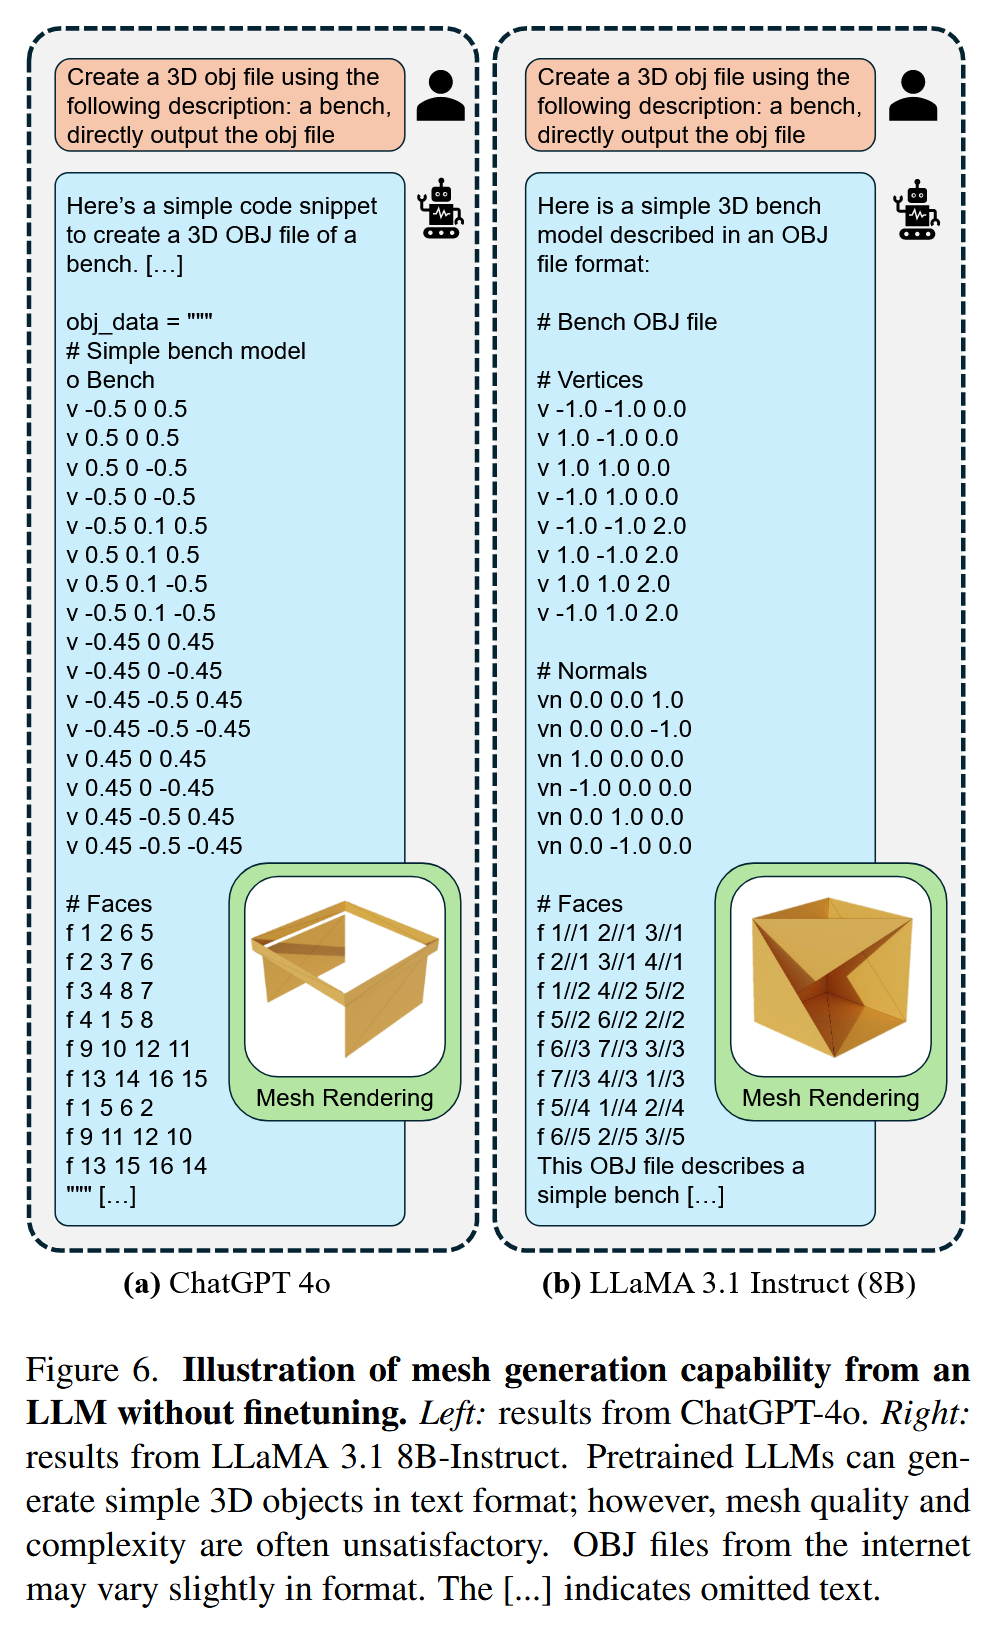 Create a 3D obj file using the
following description: a bench,
directly output the obj file
Here’s a simple code snippet
to create a 3D OBJ file of a
bench. […]
obj_data = """
# Simple bench model
o Bench
v -0.5 0 0.5
v 0.5 0 0.5
v 0.5 0 -0.5
v -0.5 0 -0.5
v -0.5 0.1 0.5
v 0.5 0.1 0.5
v 0.5 0.1 -0.5
v -0.5 0.1 -0.5
v -0.45 0 0.45
v -0.45 0 -0.45
v -0.45 -0.5 0.45
v -0.45 -0.5 -0.45
v 0.45 0 0.45
v 0.45 0 -0.45
v 0.45 -0.5 0.45
v 0.45 -0.5 -0.45
# Faces
f 1 2 6 5
f 2 3 7 6
f 3 4 8 7
f 4 1 5 8
f 9 10 12 11
f 13 14 16 15
f 1 5 6 2
f 9 11 12 10
f 13 15 16 14
""" […]
Mesh Rendering
(a) ChatGPT 4o
Create a 3D obj file using the
following description: a bench,
directly output the obj file
Here is a simple 3D bench
model described in an OBJ
file format:
# Bench OBJ file
# Vertices
v -1.0 -1.0 0.0
v 1.0 -1.0 0.0
v 1.0 1.0 0.0
v -1.0 1.0 0.0
v -1.0 -1.0 2.0
v 1.0 -1.0 2.0
v 1.0 1.0 2.0
v -1.0 1.0 2.0
# Normals
vn 0.0 0.0 1.0
vn 0.0 0.0 -1.0
vn 1.0 0.0 0.0
vn -1.0 0.0 0.0
vn 0.0 1.0 0.0
vn 0.0 -1.0 0.0
# Faces
f 1//1 2//1 3//1
f 2//1 3//1 4//1
f 1//2 4//2 5//2
f 5//2 6//2 2//2
f 6//3 7//3 3//3
f 7//3 4//3 1//3
f 5//4 1//4 2//4
f 6//5 2//5 3//5
This OBJ file describes a
simple bench […]
Mesh Rendering
(b) LLaMA 3.1 Instruct (8B)
Figure 6. Illustration of mesh generation capability from an
LLM without finetuning. Left: results from ChatGPT-4o. Right:
results from LLaMA 3.1 8B-Instruct. Pretrained LLMs can gen-
erate simple 3D objects in text format; however, mesh quality and
complexity are often unsatisfactory. OBJ files from the internet
may vary slightly in format. The [...] indicates omitted text.